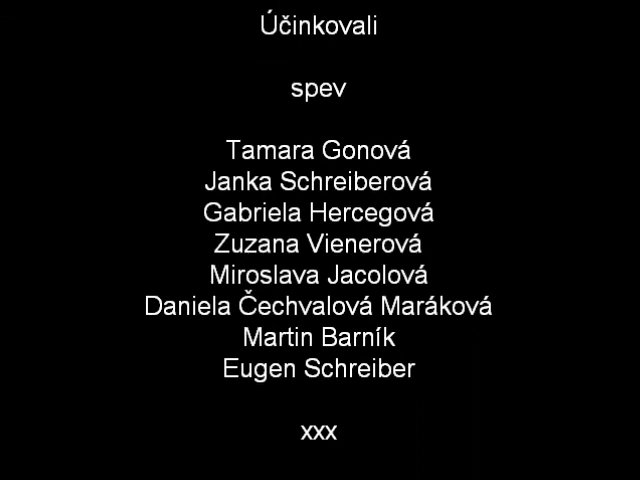 Účinkovali
spev
Tamara Gonová
Janka Schreiberová
Gabriela Hercegová
Zuzana Vienerová
Miroslava Jacolová
Daniela Čechvalová Maráková
Martin Barník
Eugen Schreiber
xxx